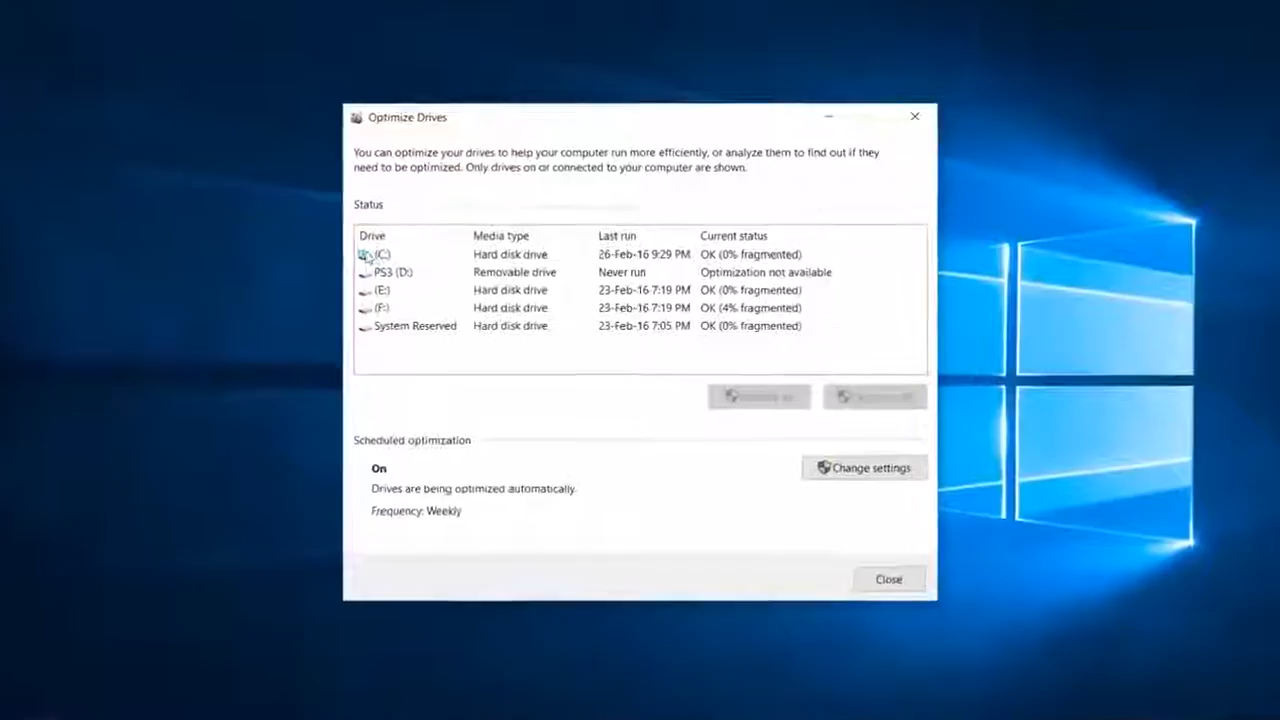 Optimize Drives
You can optimize your drives to help your computer run more efficiently, or analyze them to find out if they
need to be optimized. Only drives on or connected to your computer are shown.
Status
Drive Media type Last run Current status
(C:) Hard disk drive 26-Feb-16 9:29 PM OK (0% fragmented)
PS3 (D:) Removable drive Never run Optimization not available
(E:) Hard disk drive 23-Feb-16 7:19 PM OK (0% fragmented)
(F:) Hard disk drive 23-Feb-16 7:19 PM OK (4% fragmented)
System Reserved Hard disk drive 23-Feb-16 7:05 PM OK (0% fragmented)
Scheduled optimization
On
Change settings
Drives are being optimized automatically.
Frequency: Weekly
Close